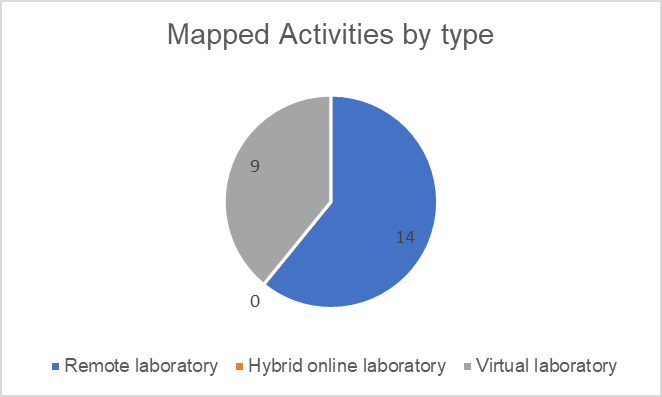 Mapped Activities by type
9
14
0
Remote laboratory Hybrid online laboratory Virtual laboratory